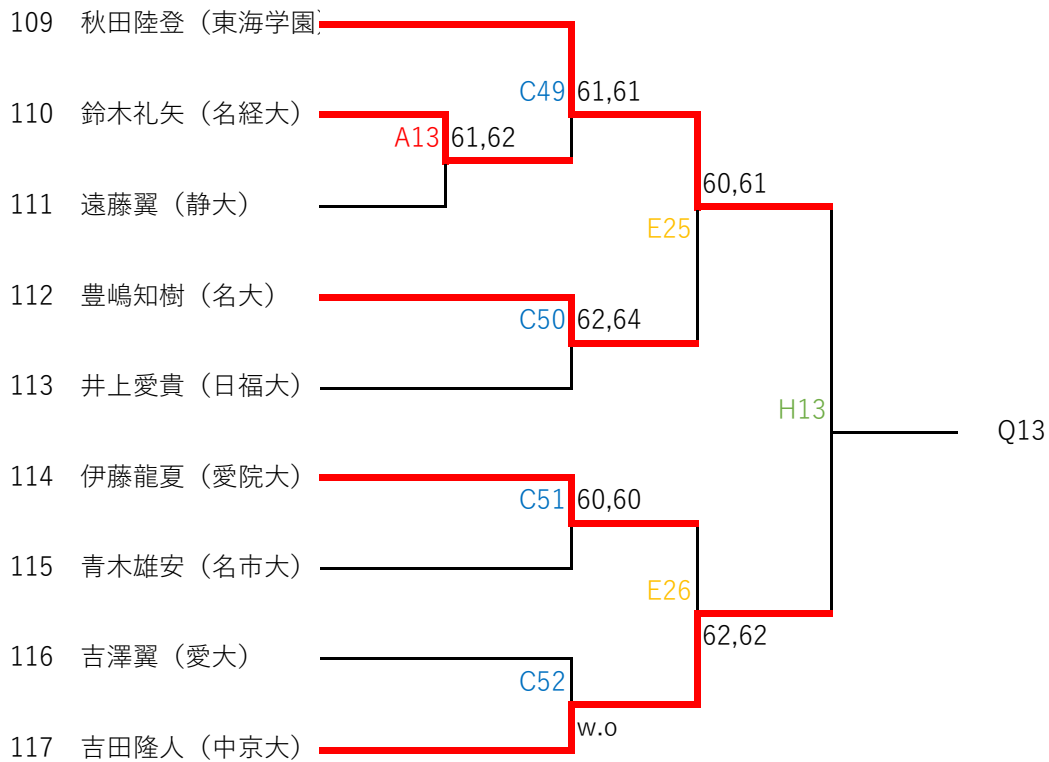 109 秋田陸登（東海学園）
C49 61,61
110 鈴木礼矢（名経大）
A13 61,62
60,61
111 遠藤翼（静大）
E25
112 豊嶋知樹（名大）
C50 62,64
113 井上愛貴（日福大）
H13
Q13
114 伊藤龍夏（愛院大）
C51 60,60
115 青木雄安（名市大）
E26
62,62
116 吉澤翼（愛大）
C52
w.o
117 吉田隆人（中京大）